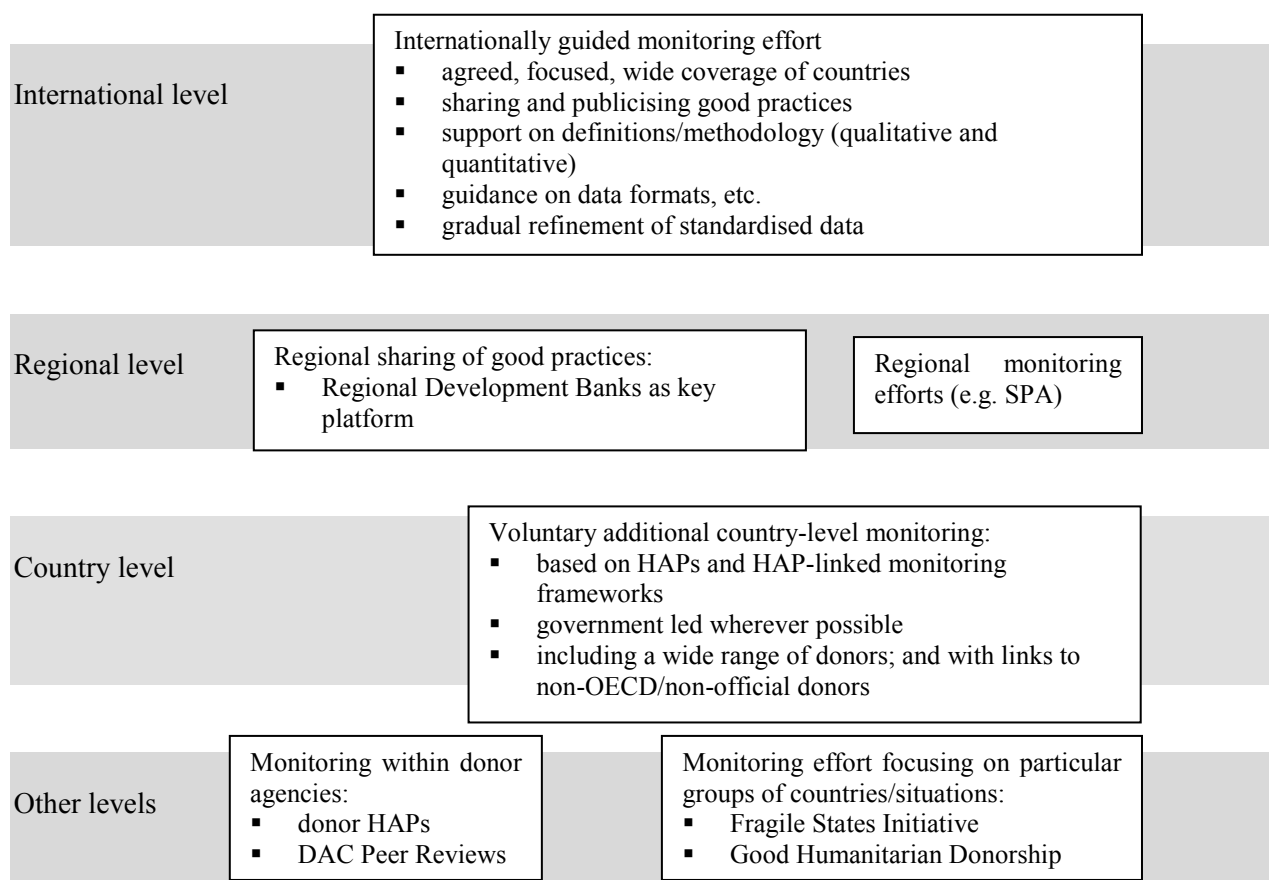 International level
Internationally guided monitoring effort
▪ agreed, focused, wide coverage of countries
▪ sharing and publicising good practices
▪ support on definitions/methodology (qualitative and
quantitative)
▪ guidance on data formats, etc.
▪ gradual refinement of standardised data
Regional level
Regional sharing of good practices:
▪ Regional Development Banks as key
platform
Regional monitoring
efforts (e.g. SPA)
Country level
Voluntary additional country-level monitoring:
▪ based on HAPs and HAP-linked monitoring
frameworks
▪ government led wherever possible
▪ including a wide range of donors; and with links to
non-OECD/non-official donors
Other levels
Monitoring within donor
agencies:
▪ donor HAPs
▪ DAC Peer Reviews
Monitoring effort focusing on particular
groups of countries/situations:
▪ Fragile States Initiative
▪ Good Humanitarian Donorship